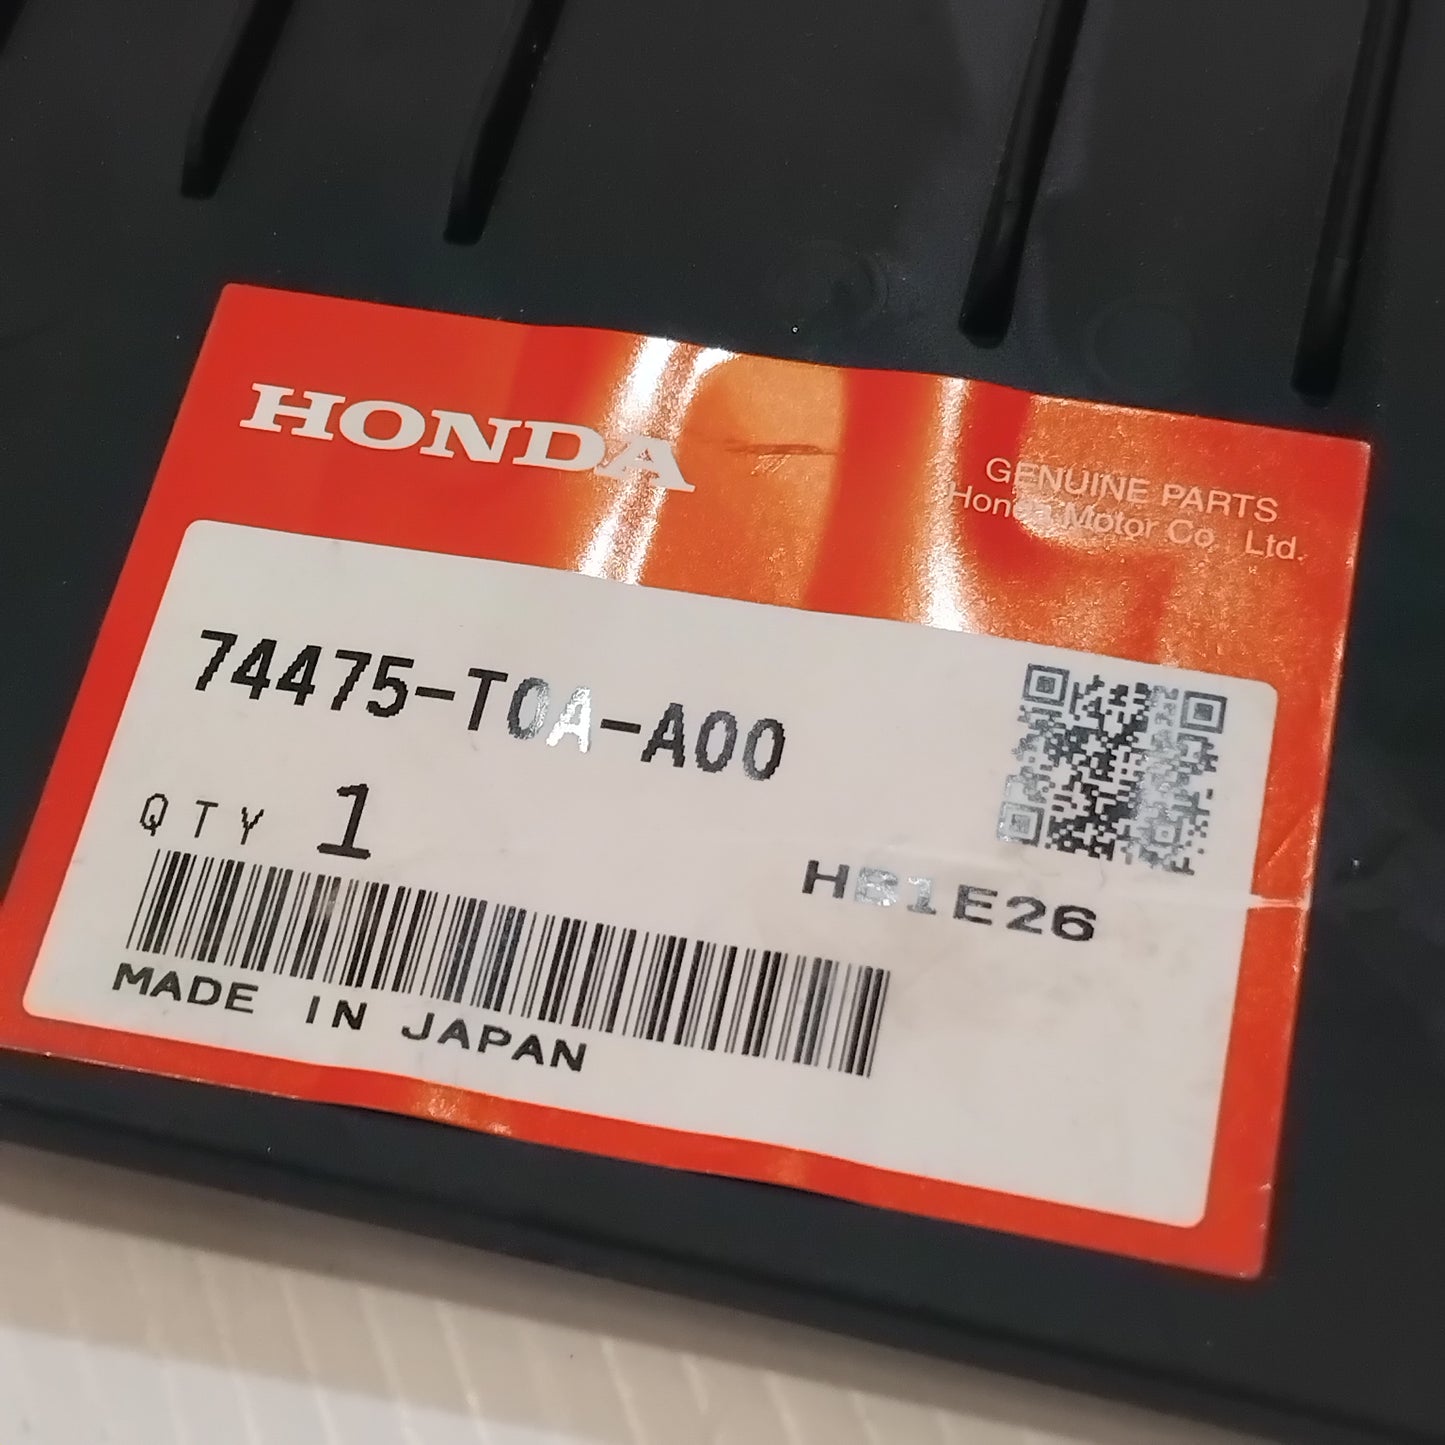 HONDA
GENUINE PARTS
Honda Motor Co., Ltd.
74475-T0A-A00
QTY 1
HB1E26
MADE IN JAPAN